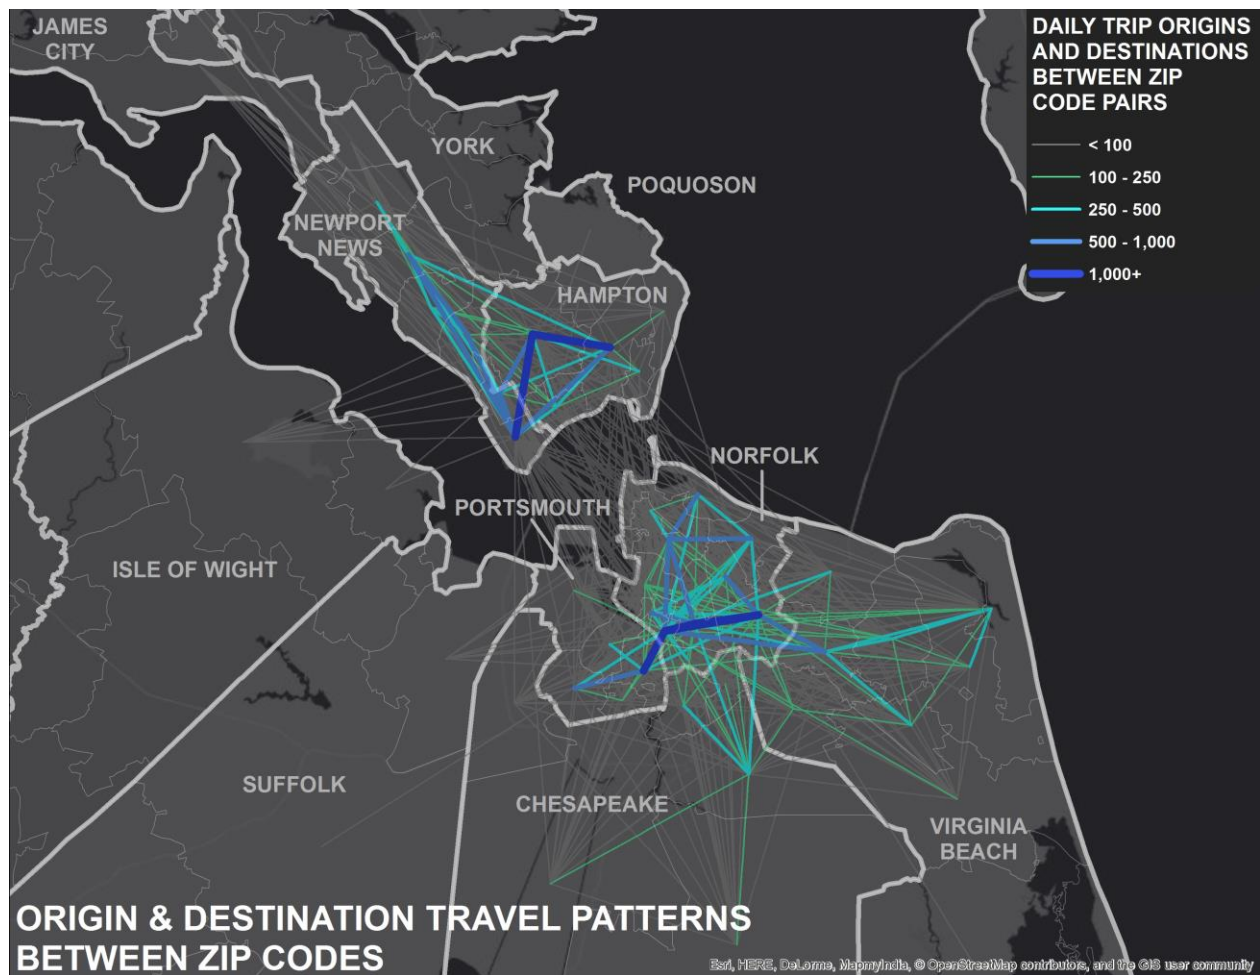 JAMES
CITY
DAILY TRIP ORIGINS
AND DESTINATIONS
BETWEEN ZIP
CODE PAIRS
< 100
100 - 250
250 - 500
500 - 1,000
1,000+
YORK
POQUOSON
NEWPORT
NEWS
HAMPTON
NORFOLK
PORTSMOUTH
ISLE OF WIGHT
SUFFOLK
CHESAPEAKE
VIRGINIA
BEACH
ORIGIN & DESTINATION TRAVEL PATTERNS
BETWEEN ZIP CODES
Esri, HERE, DeLorme, MapmyIndia, © OpenStreetMap contributors, and the GIS user community